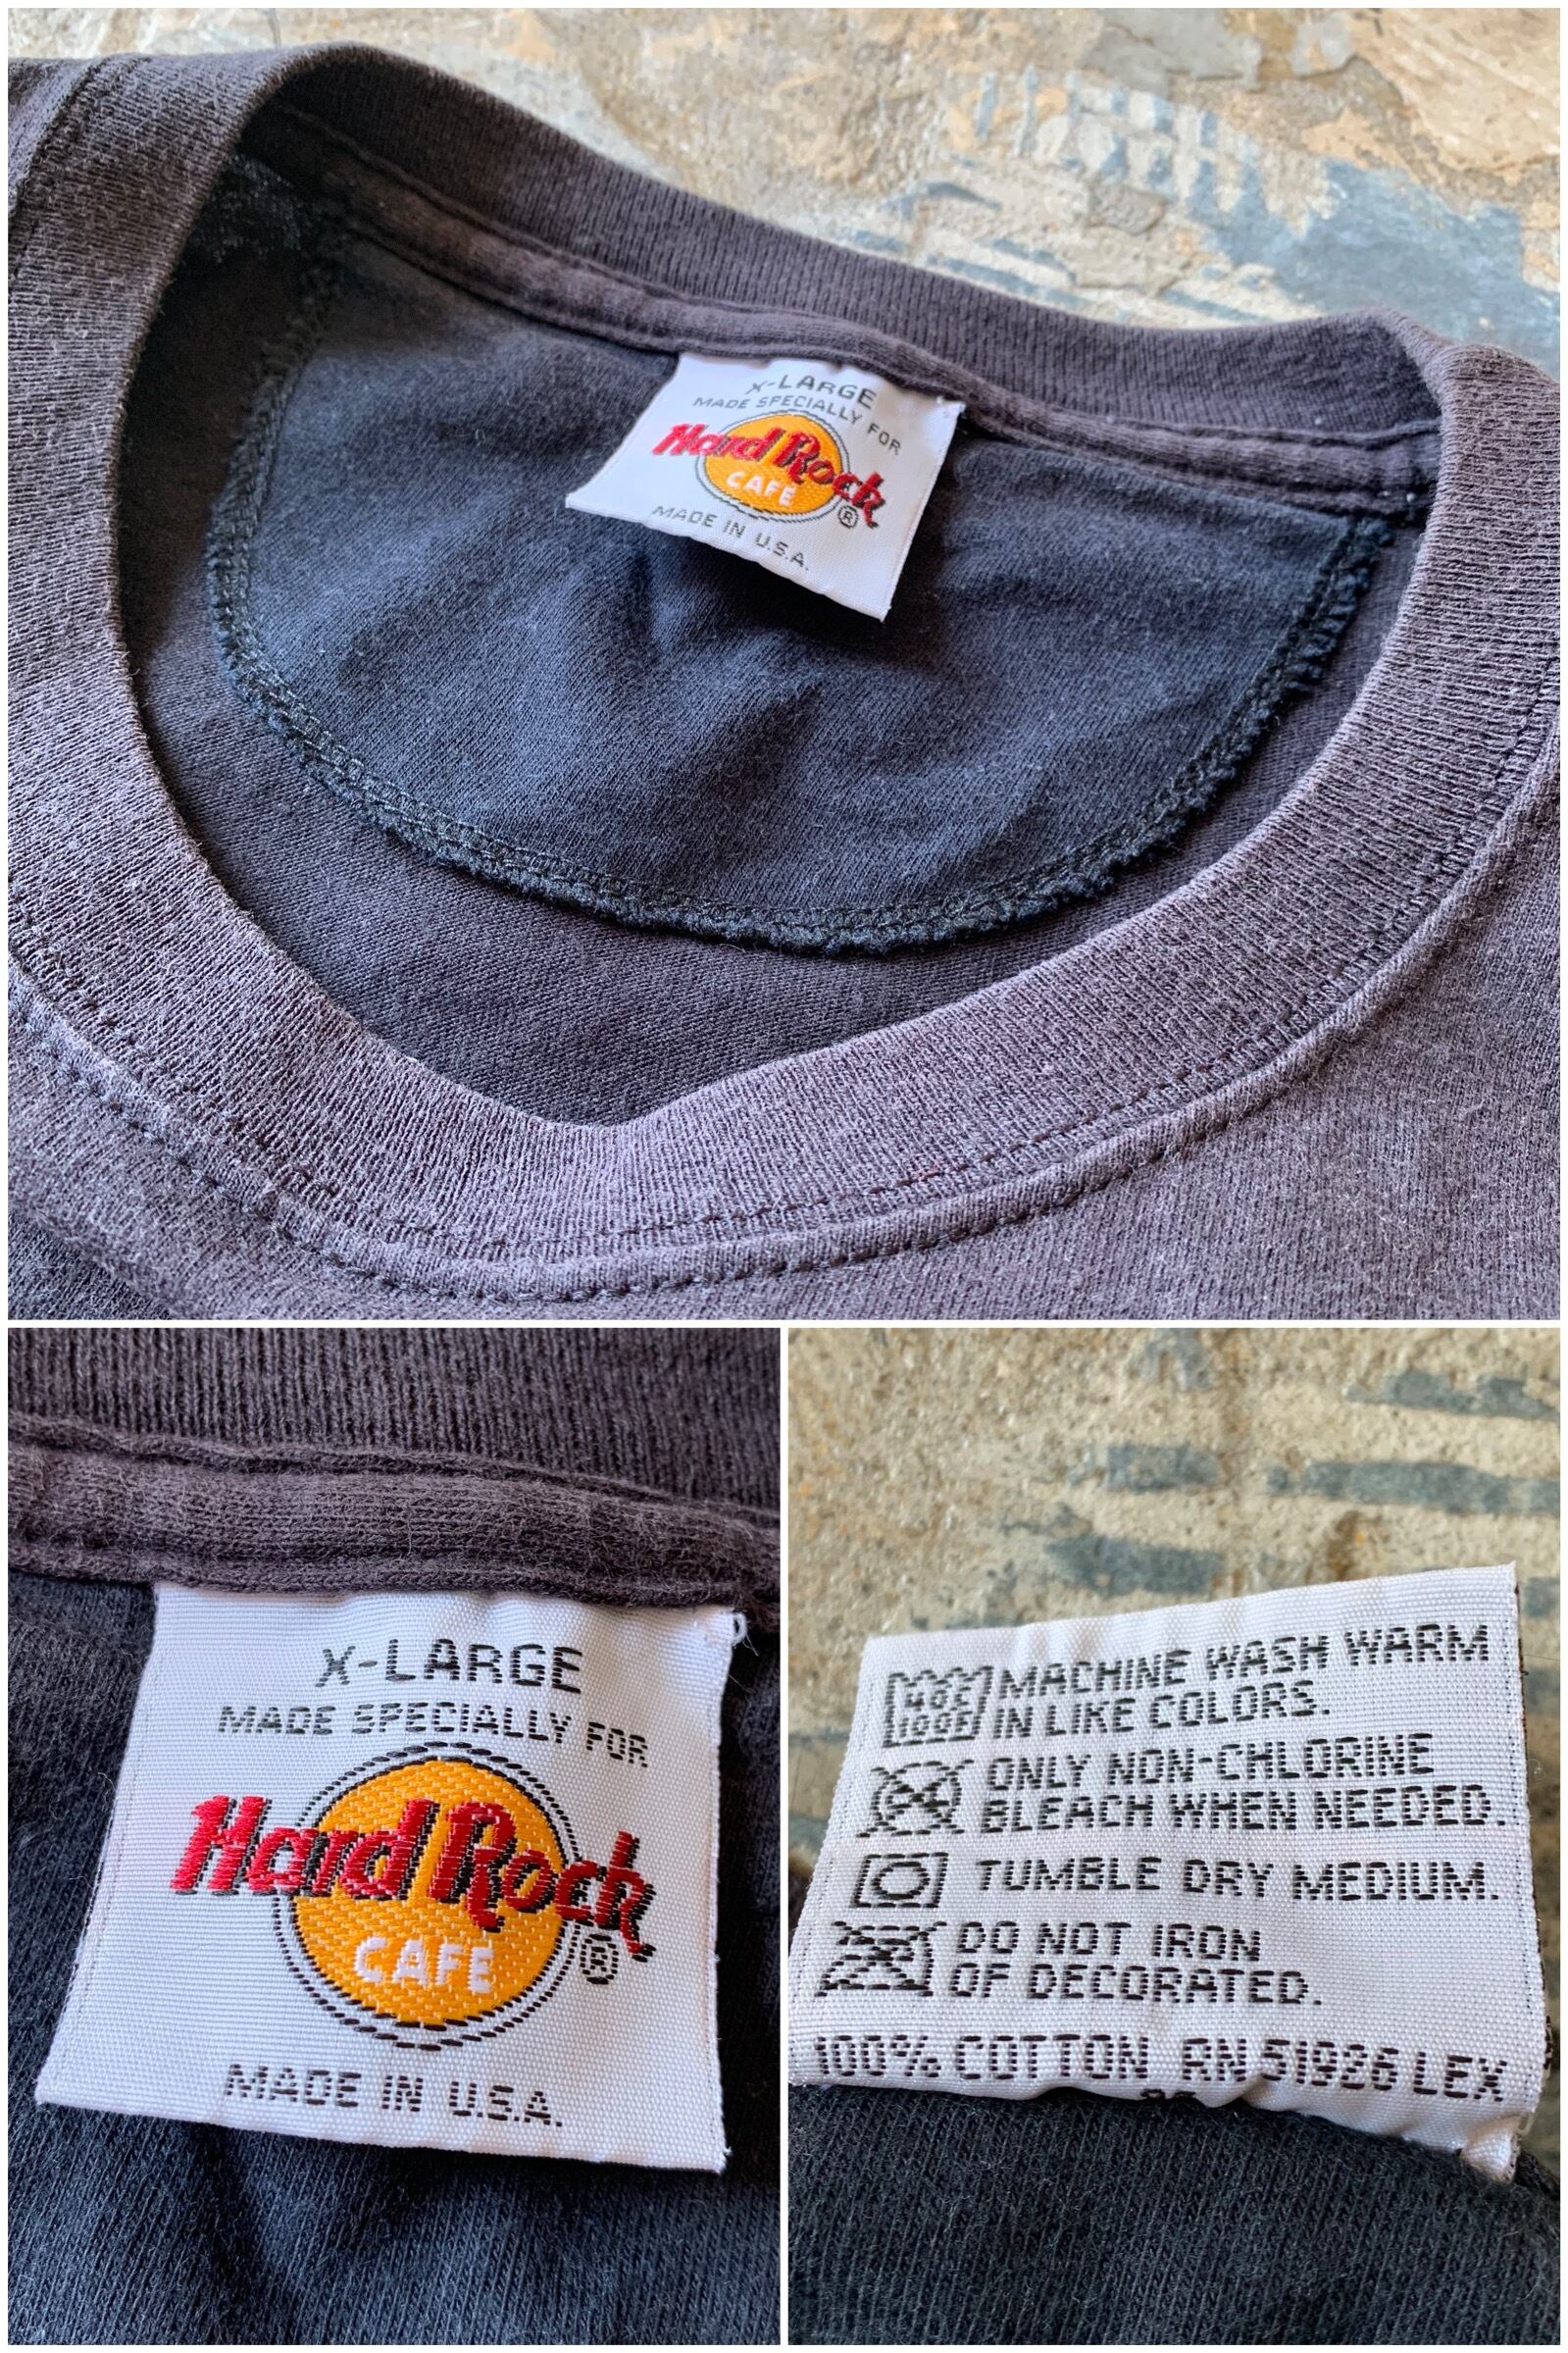 X-LARGE
MADE SPECIALLY FOR
Hard Rock
CAFE
®
MADE IN U.S.A.
X-LARGE
MADE SPECIALLY FOR
Hard Rock
CAFE
®
MADE IN U.S.A.
40C
100F
MACHINE WASH WARM
IN LIKE COLORS.
ONLY NON-CHLORINE
BLEACH WHEN NEEDED.
TUMBLE DRY MEDIUM.
DO NOT IRON
OF DECORATED.
100% COTTON RN 51926 LEX